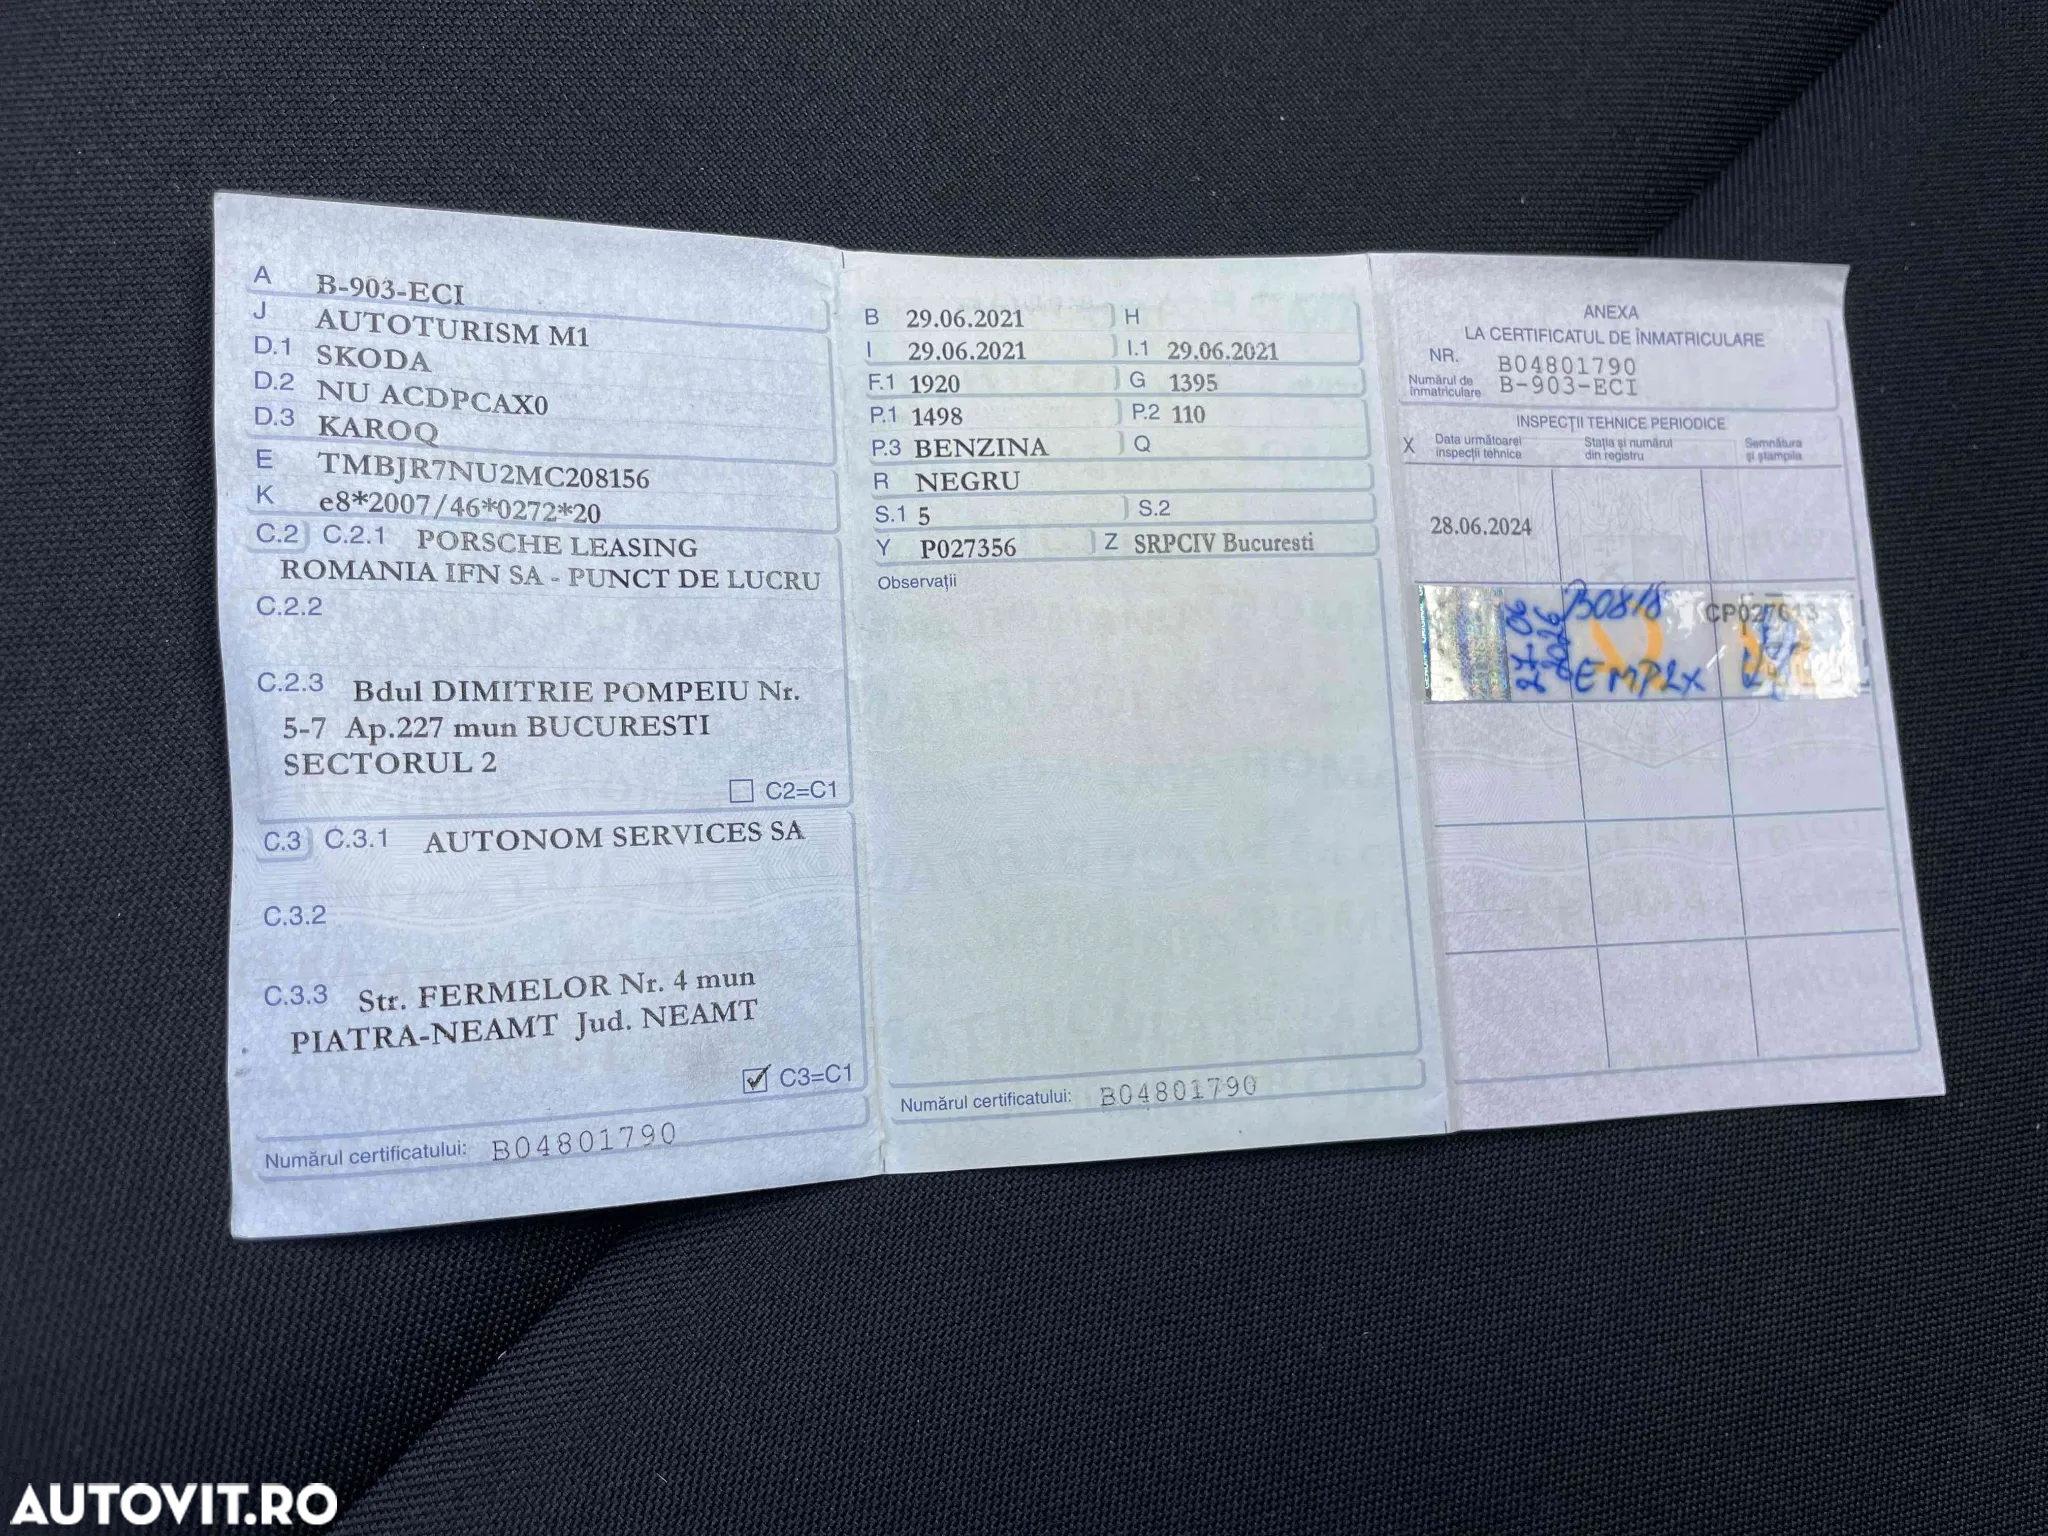 A B-903-ECI
J AUTOTURISM M1
D.1 SKODA
D.2 NU ACDPCAX0
D.3 KAROQ
E TMBJR7NU2MC208156
K e8*2007/46*0272*20
C.2 C.2.1 PORSCHE LEASING
ROMANIA IFN SA - PUNCT DE LUCRU
C.2.2
C.2.3 Bdul DIMITRIE POMPEIU Nr.
5-7 Ap.227 mun BUCURESTI
SECTORUL 2
C2=C1
C.3 C.3.1 AUTONOM SERVICES SA
C.3.2
C.3.3 Str. FERMELOR Nr. 4 mun
PIATRA-NEAMT Jud. NEAMT
C3=C1
Numărul certificatului: B04801790
B 29.06.2021 H
I 29.06.2021 I.1 29.06.2021
F.1 1920 G 1395
P.1 1498 P.2 110
P.3 BENZINA Q
R NEGRU
S.1 5 S.2
Y P027356 Z SRPCIV Bucuresti
Observații
Numărul certificatului: B04801790
ANEXA
LA CERTIFICATUL DE ÎNMATRICULARE
NR. B04801790
Numărul de înmatriculare B-903-ECI
INSPECȚII TEHNICE PERIODICE
X Data următoarei inspecții tehnice Stația și numărul din registru Semnătura și ștampila
28.06.2024
27.06
2026
CP027613
AUTOVIT.RO